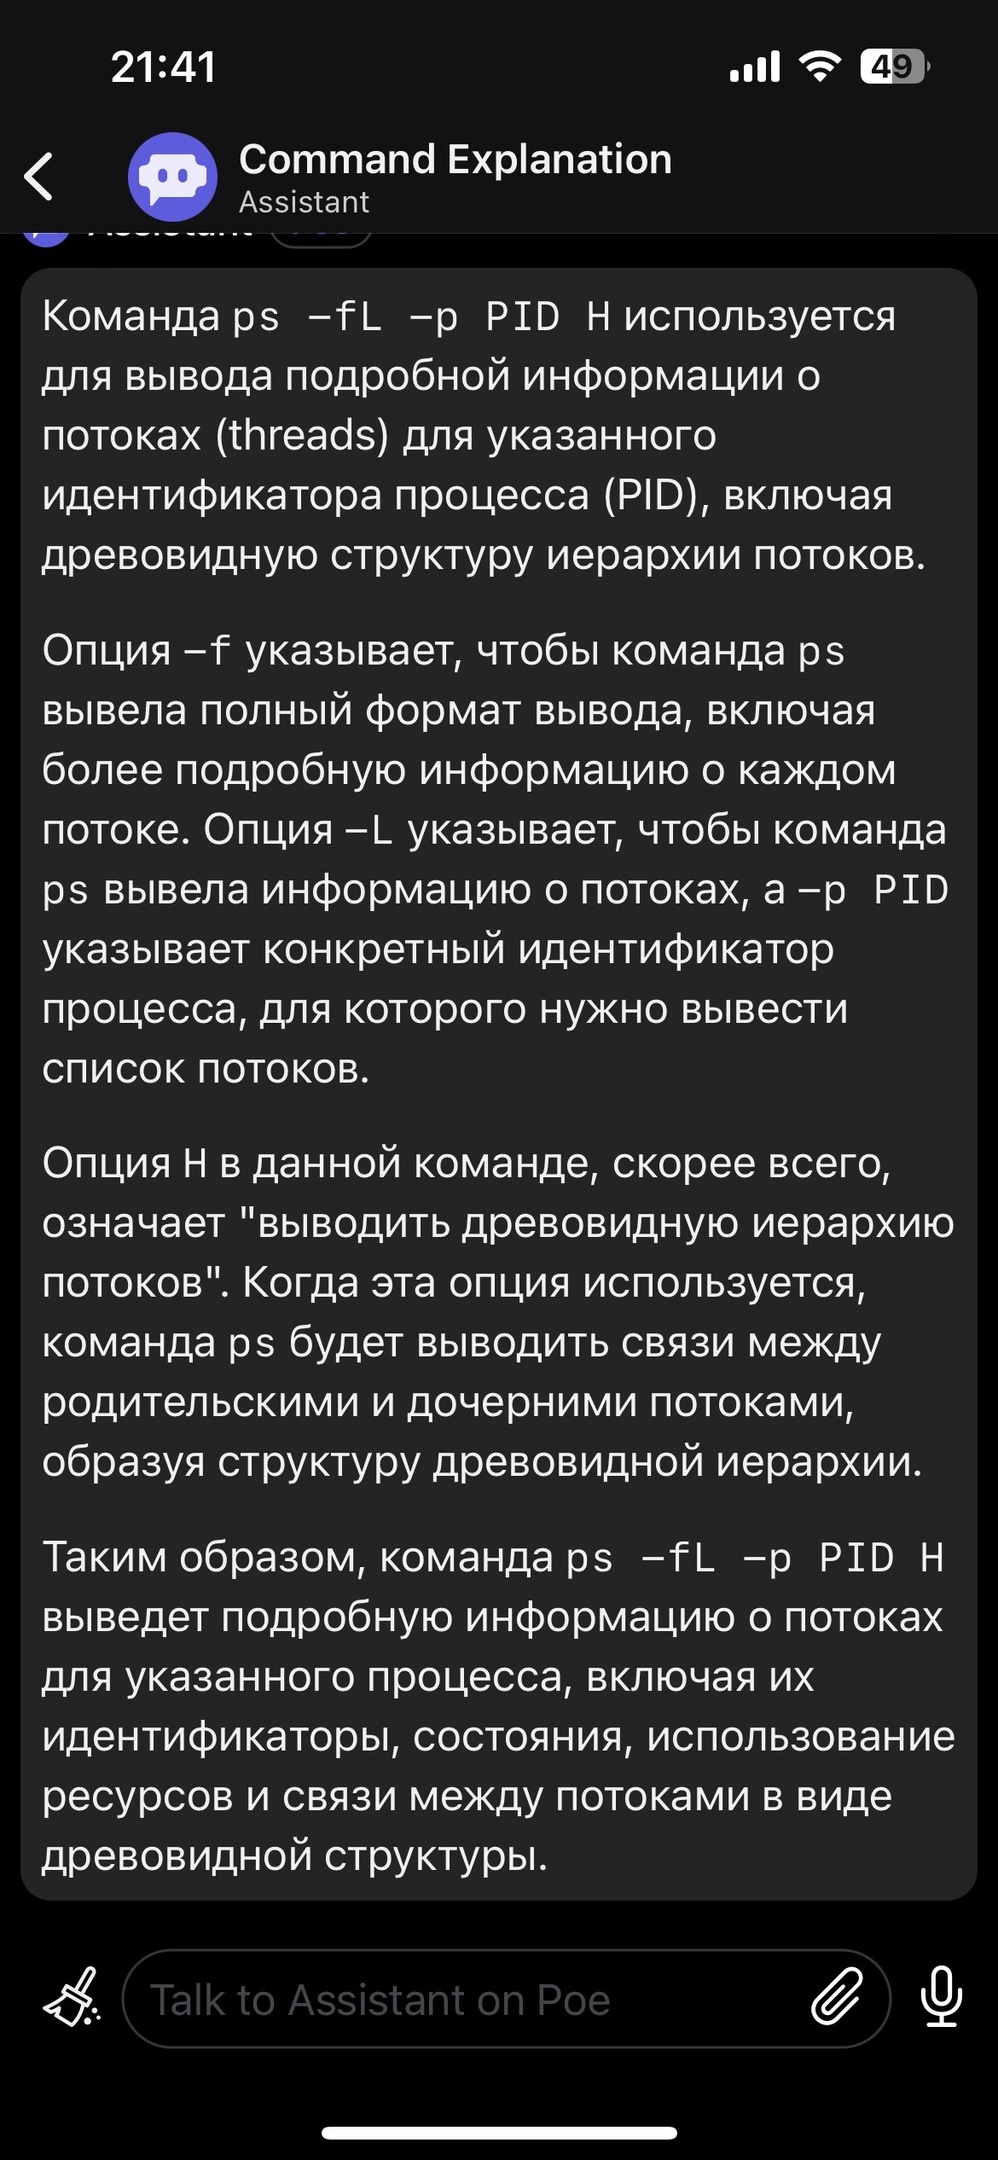 21:41
49
Command Explanation
Assistant
Команда ps -fL -p PID H используется
для вывода подробной информации о
потоках (threads) для указанного
идентификатора процесса (PID), включая
древовидную структуру иерархии потоков.
Опция -f указывает, чтобы команда ps
вывела полный формат вывода, включая
более подробную информацию о каждом
потоке. Опция -L указывает, чтобы команда
ps вывела информацию о потоках, а -p PID
указывает конкретный идентификатор
процесса, для которого нужно вывести
список потоков.
Опция H в данной команде, скорее всего,
означает "выводить древовидную иерархию
потоков". Когда эта опция используется,
команда ps будет выводить связи между
родительскими и дочерними потоками,
образуя структуру древовидной иерархии.
Таким образом, команда ps -fL -p PID H
выведет подробную информацию о потоках
для указанного процесса, включая их
идентификаторы, состояния, использование
ресурсов и связи между потоками в виде
древовидной структуры.
Talk to Assistant on Poe